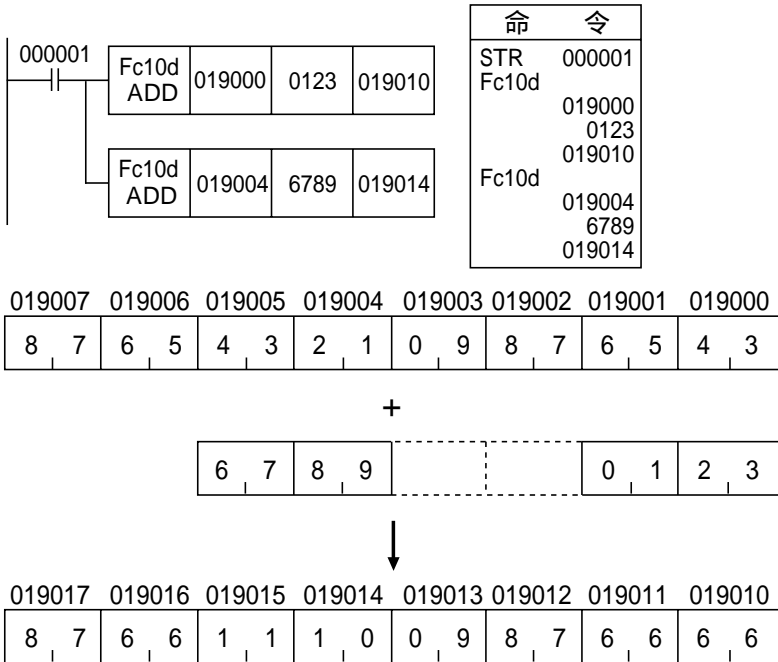 000001
Fc10d ADD 019000 0123 019010
Fc10d ADD 019004 6789 019014
命 令
STR 000001
Fc10d
019000
0123
019010
Fc10d
019004
6789
019014
019007 019006 019005 019004 019003 019002 019001 019000
8 7 6 5 4 3 2 1 0 9 8 7 6 5 4 3
+
6 7 8 9 0 1 2 3
019017 019016 019015 019014 019013 019012 019011 019010
8 7 6 6 1 1 1 0 0 9 8 7 6 6 6 6